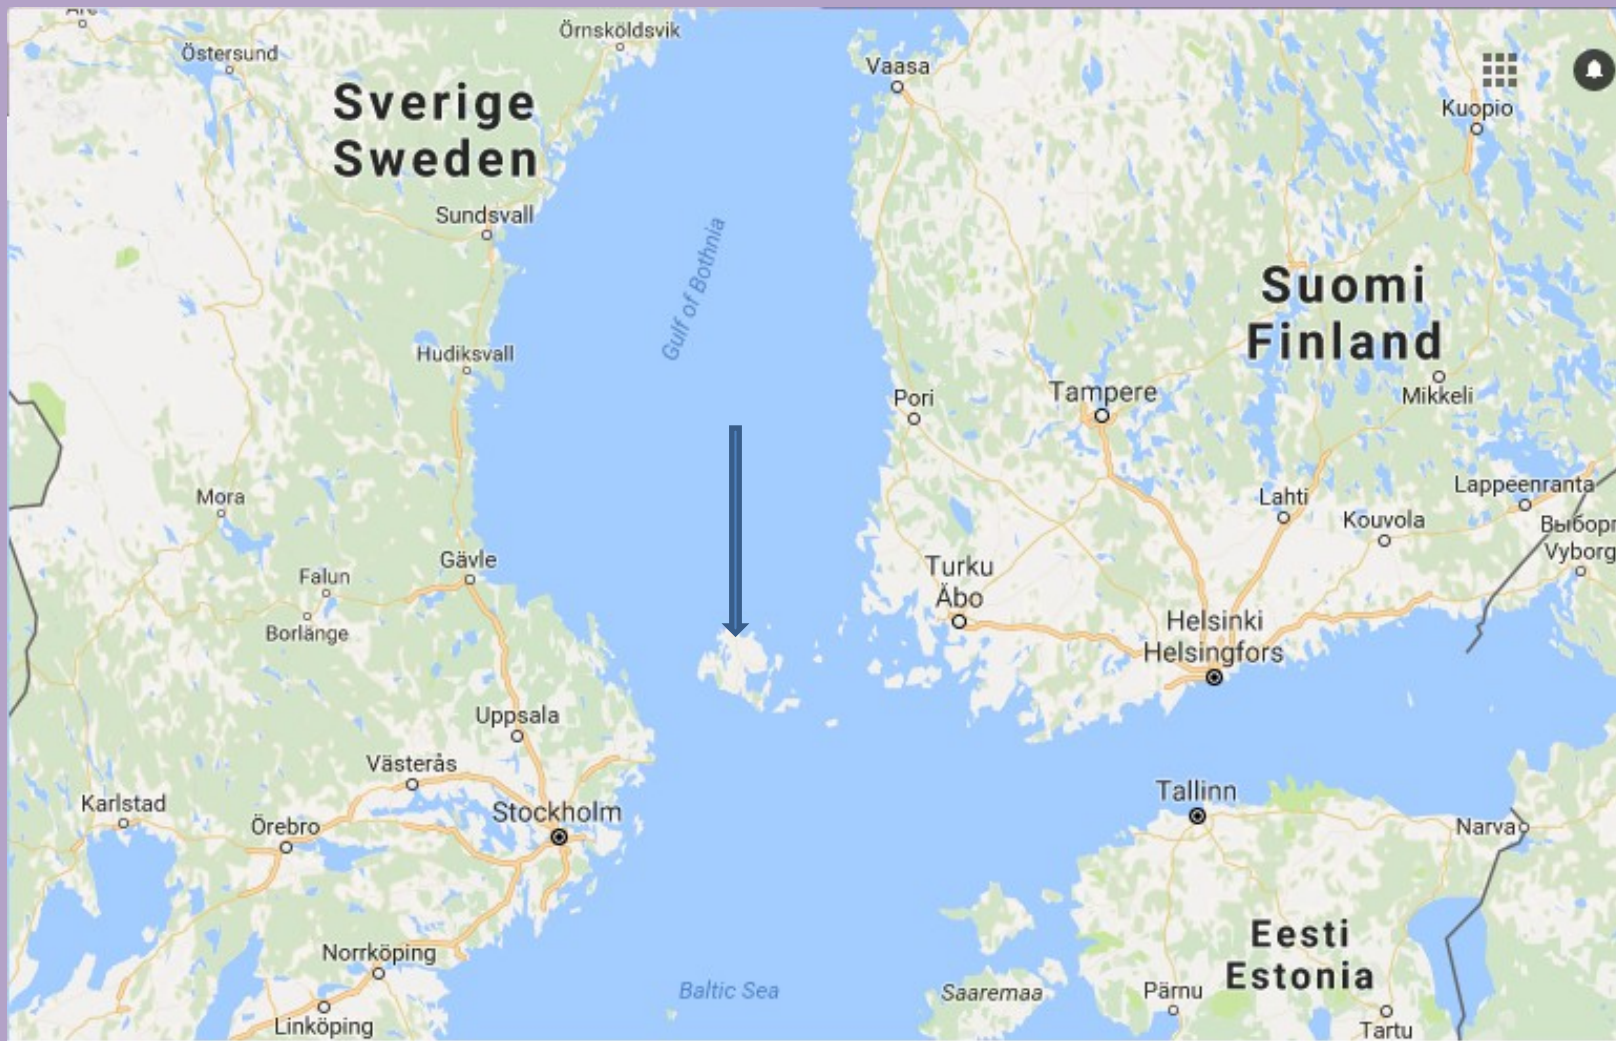 Åre
Örnsköldsvik
Östersund
Vaasa
Sverige
Sweden
Kuopio
Sundsvall
Gulf of Bothnia
Suomi
Finland
Hudiksvall
Pori
Tampere
Mikkeli
Mora
Lahti
Lappeenranta
Kouvola
Выборг
Vyborg
Gävle
Turku
Åbo
Falun
Borlänge
Helsinki
Helsingfors
Uppsala
Västerås
Tallinn
Karlstad
Örebro
Stockholm
Narva
Eesti
Estonia
Norrköping
Baltic Sea
Saaremaa
Pärnu
Linköping
Tartu